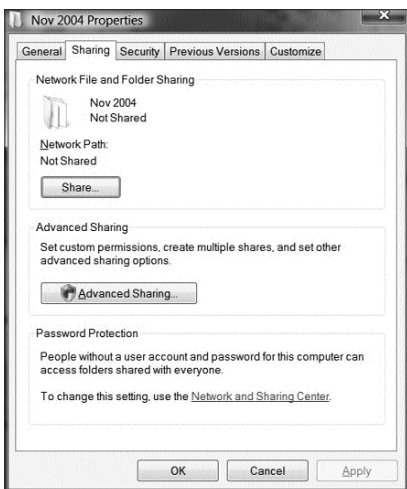 Nov 2004 Properties
General Sharing Security Previous Versions Customize
Network File and Folder Sharing
Nov 2004
Not Shared
Network Path:
Not Shared
Share...
Advanced Sharing
Set custom permissions, create multiple shares, and set other
advanced sharing options.
Advanced Sharing...
Password Protection
People without a user account and password for this computer can
access folders shared with everyone.
To change this setting, use the Network and Sharing Center.
OK Cancel Apply